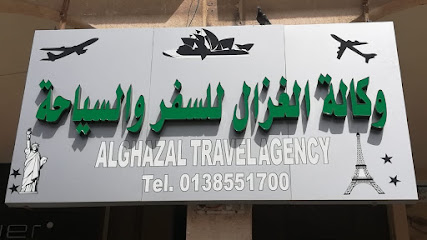 وكالة الغزال للسفر والسياحة
ALGHAZAL TRAVEL AGENCY
Tel. 0138551700